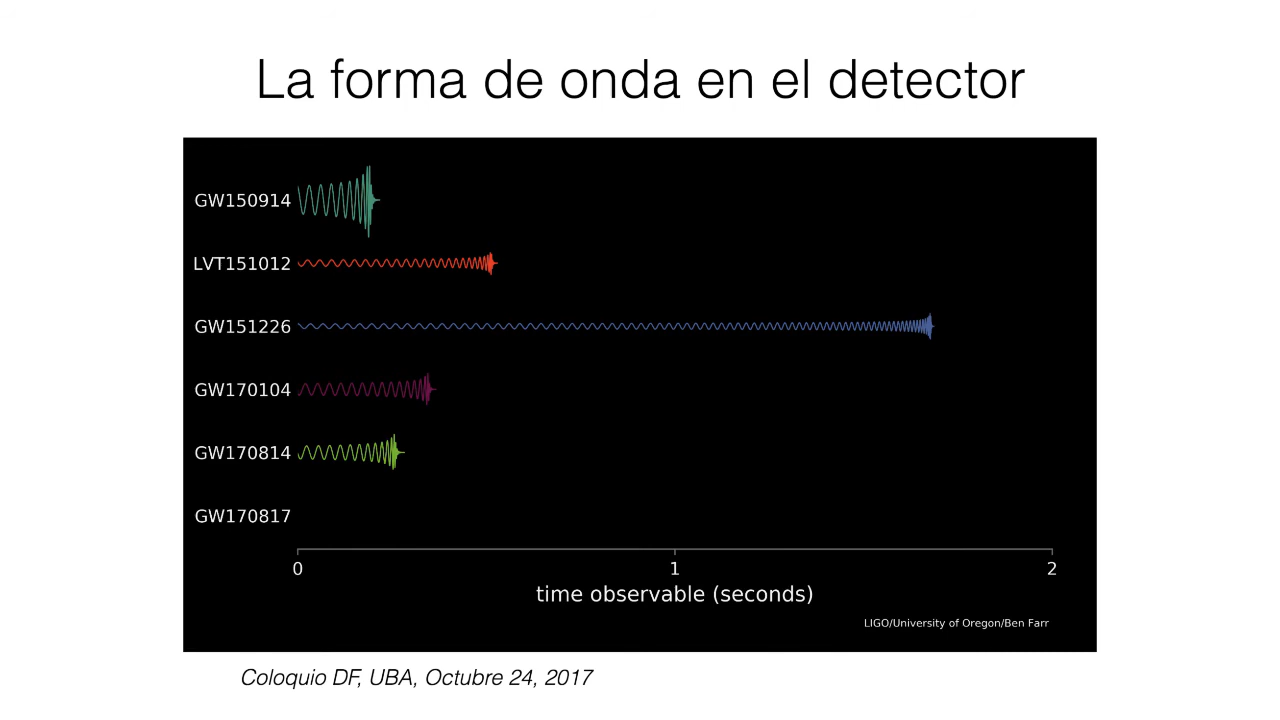 La forma de onda en el detector
GW150914
LVT151012
GW151226
GW170104
GW170814
GW170817
0 1 2
time observable (seconds)
LIGO/University of Oregon/Ben Farr
Coloquio DF, UBA, Octubre 24, 2017